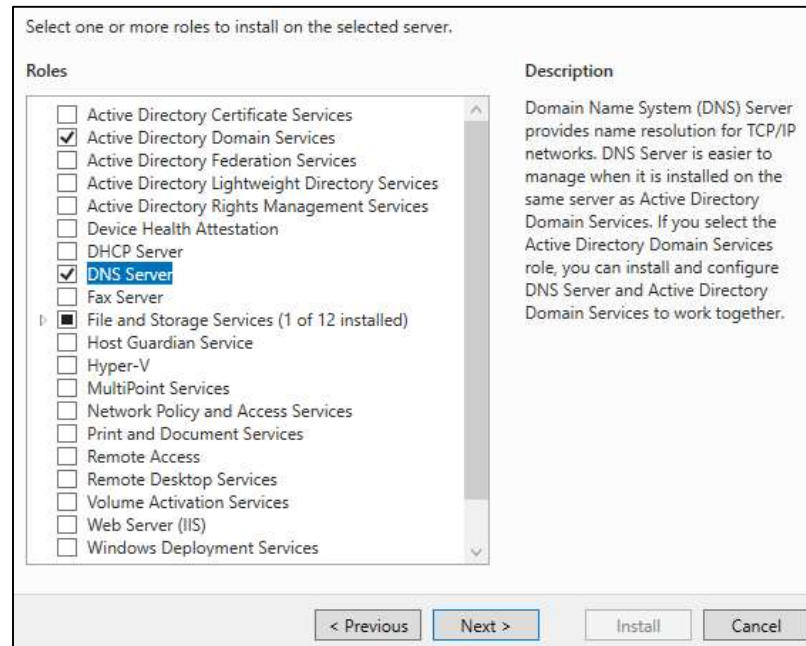 Select one or more roles to install on the selected server.
Roles
Active Directory Certificate Services
Active Directory Domain Services
Active Directory Federation Services
Active Directory Lightweight Directory Services
Active Directory Rights Management Services
Device Health Attestation
DHCP Server
DNS Server
Fax Server
File and Storage Services (1 of 12 installed)
Host Guardian Service
Hyper-V
MultiPoint Services
Network Policy and Access Services
Print and Document Services
Remote Access
Remote Desktop Services
Volume Activation Services
Web Server (IIS)
Windows Deployment Services
Description
Domain Name System (DNS) Server
provides name resolution for TCP/IP
networks. DNS Server is easier to
manage when it is installed on the
same server as Active Directory
Domain Services. If you select the
Active Directory Domain Services
role, you can install and configure
DNS Server and Active Directory
Domain Services to work together.
< Previous
Next >
Install
Cancel